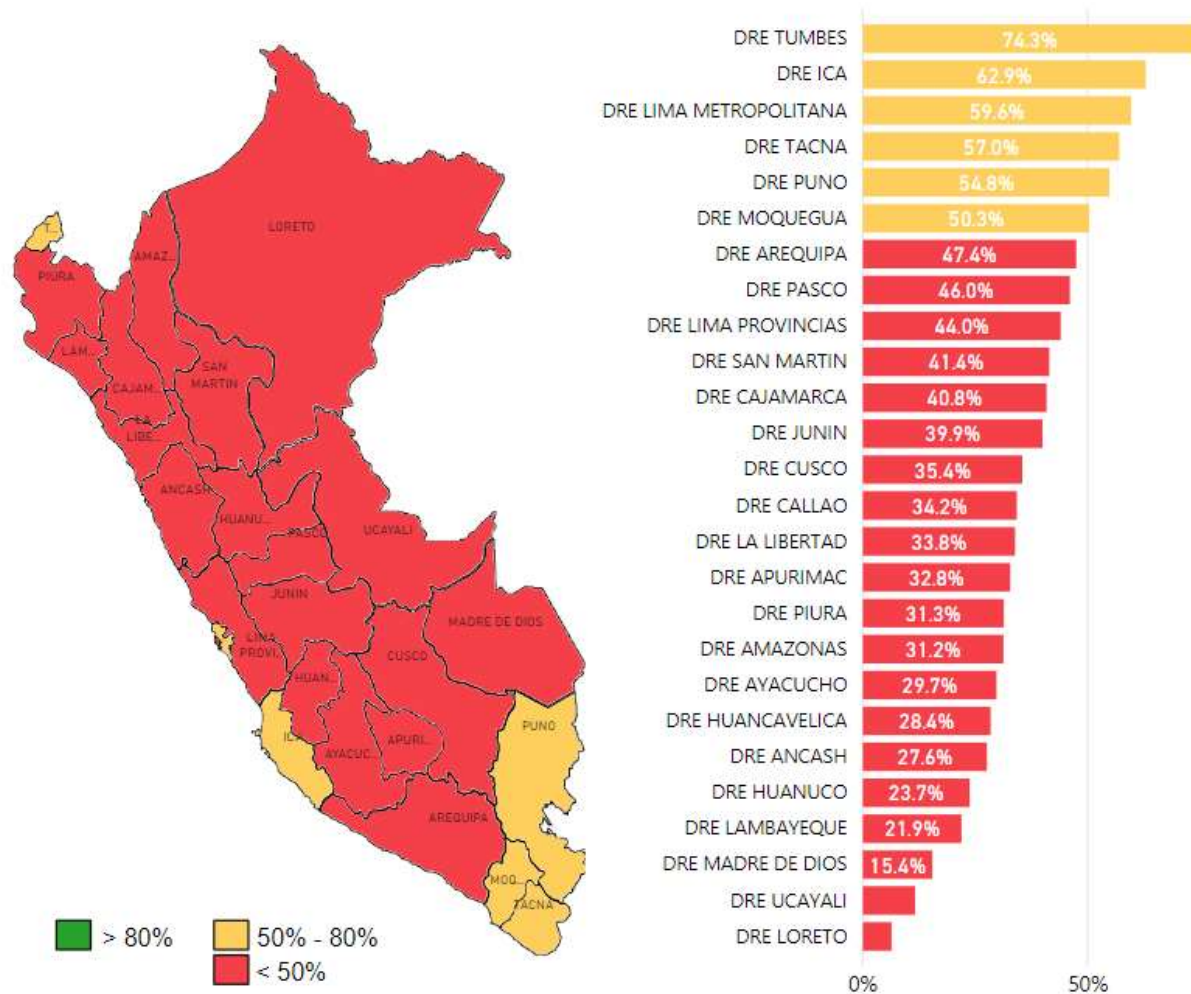 LORETO
T...
AMAZ...
PIURA
LAM...
SAN
MARTIN
CAJAM...
LA
LIBE...
ANCASH
HUANU...
PASCO
UCAYALI
JUNIN
MADRE DE DIOS
LIMA
PROVI...
CUSCO
HUAN...
ICA
AYACUC...
APURI...
PUNO
AREQUIPA
MOQ...
TACNA
> 80%
50% - 80%
< 50%
DRE TUMBES 74.3%
DRE ICA 62.9%
DRE LIMA METROPOLITANA 59.6%
DRE TACNA 57.0%
DRE PUNO 54.8%
DRE MOQUEGUA 50.3%
DRE AREQUIPA 47.4%
DRE PASCO 46.0%
DRE LIMA PROVINCIAS 44.0%
DRE SAN MARTIN 41.4%
DRE CAJAMARCA 40.8%
DRE JUNIN 39.9%
DRE CUSCO 35.4%
DRE CALLAO 34.2%
DRE LA LIBERTAD 33.8%
DRE APURIMAC 32.8%
DRE PIURA 31.3%
DRE AMAZONAS 31.2%
DRE AYACUCHO 29.7%
DRE HUANCAVELICA 28.4%
DRE ANCASH 27.6%
DRE HUANUCO 23.7%
DRE LAMBAYEQUE 21.9%
DRE MADRE DE DIOS 15.4%
DRE UCAYALI
DRE LORETO
0% 50%